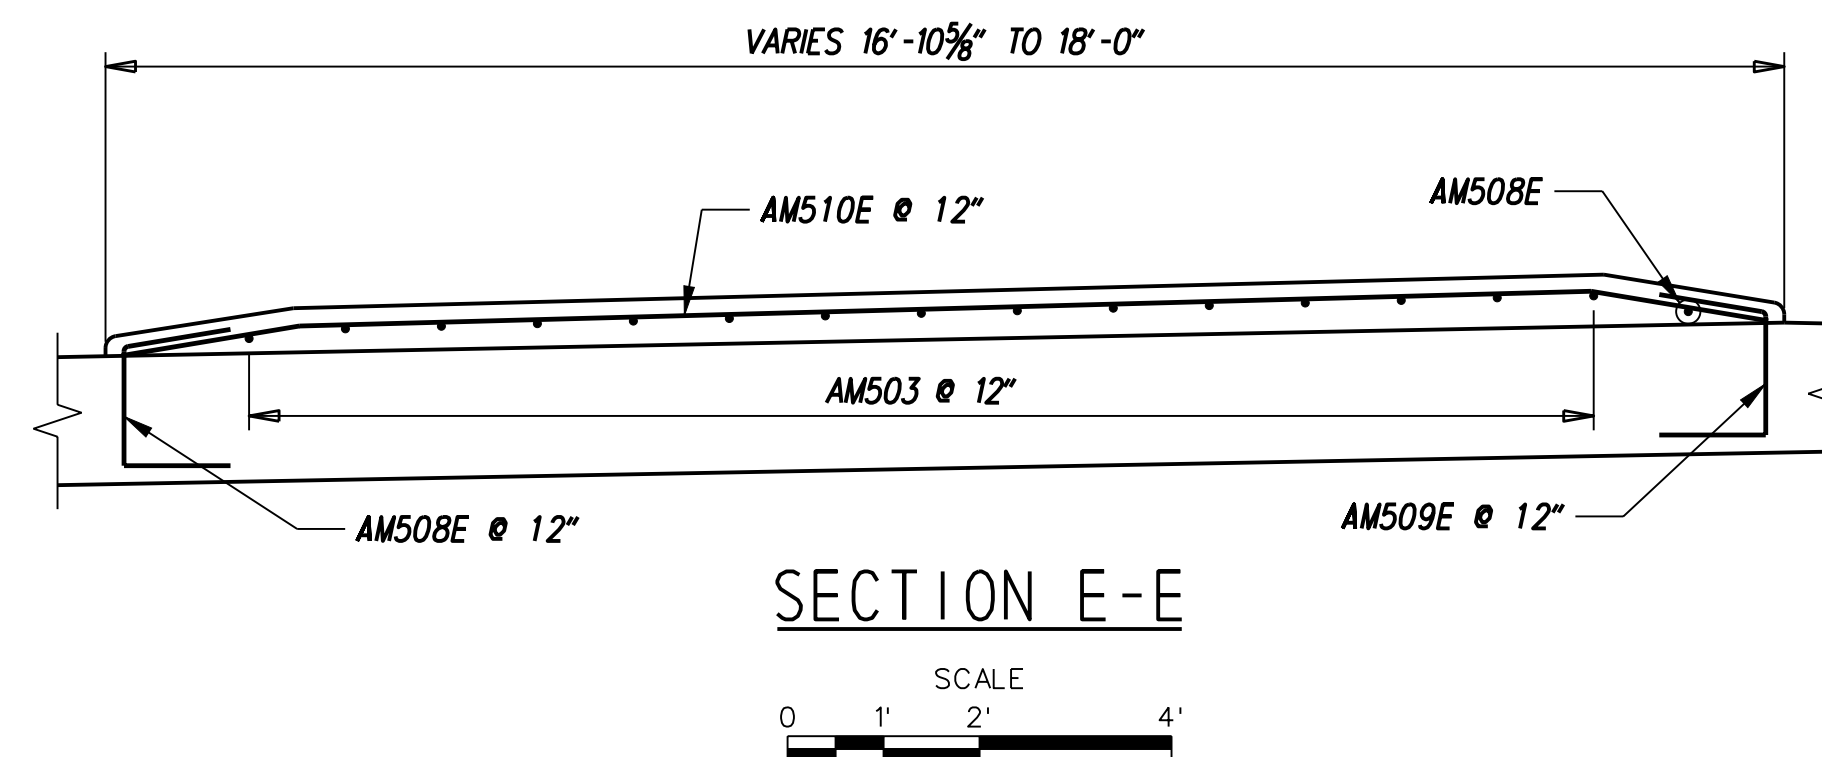 VARIES 16'-10⅝" TO 18'-0"
AM508E
AM510E @ 12"
AM503 @ 12"
AM508E @ 12"
AM509E @ 12"
SECTION E-E
SCALE
0 1' 2' 4'